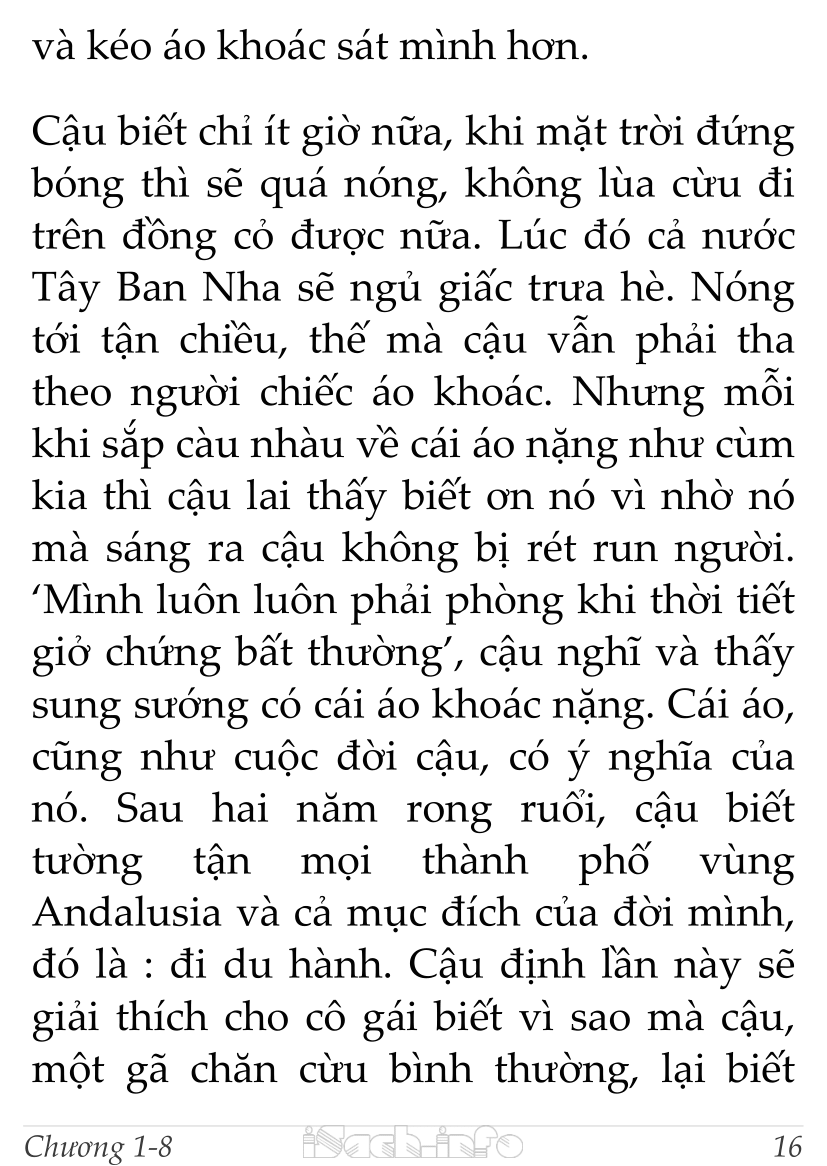 và kéo áo khoác sát mình hơn.
Cậu biết chỉ ít giờ nữa, khi mặt trời đứng
bóng thì sẽ quá nóng, không lùa cừu đi
trên đồng cỏ được nữa. Lúc đó cả nước
Tây Ban Nha sẽ ngủ giấc trưa hè. Nóng
tới tận chiều, thế mà cậu vẫn phải tha
theo người chiếc áo khoác. Nhưng mỗi
khi sắp càu nhàu về cái áo nặng như cùm
kia thì cậu lai thấy biết ơn nó vì nhờ nó
mà sáng ra cậu không bị rét run người.
‘Mình luôn luôn phải phòng khi thời tiết
giở chứng bất thường’, cậu nghĩ và thấy
sung sướng có cái áo khoác nặng. Cái áo,
cũng như cuộc đời cậu, có ý nghĩa của
nó. Sau hai năm rong ruổi, cậu biết
tường tận mọi thành phố vùng
Andalusia và cả mục đích của đời mình,
đó là : đi du hành. Cậu định lần này sẽ
giải thích cho cô gái biết vì sao mà cậu,
một gã chăn cừu bình thường, lại biết
Chương 1-8 iSach.info 16